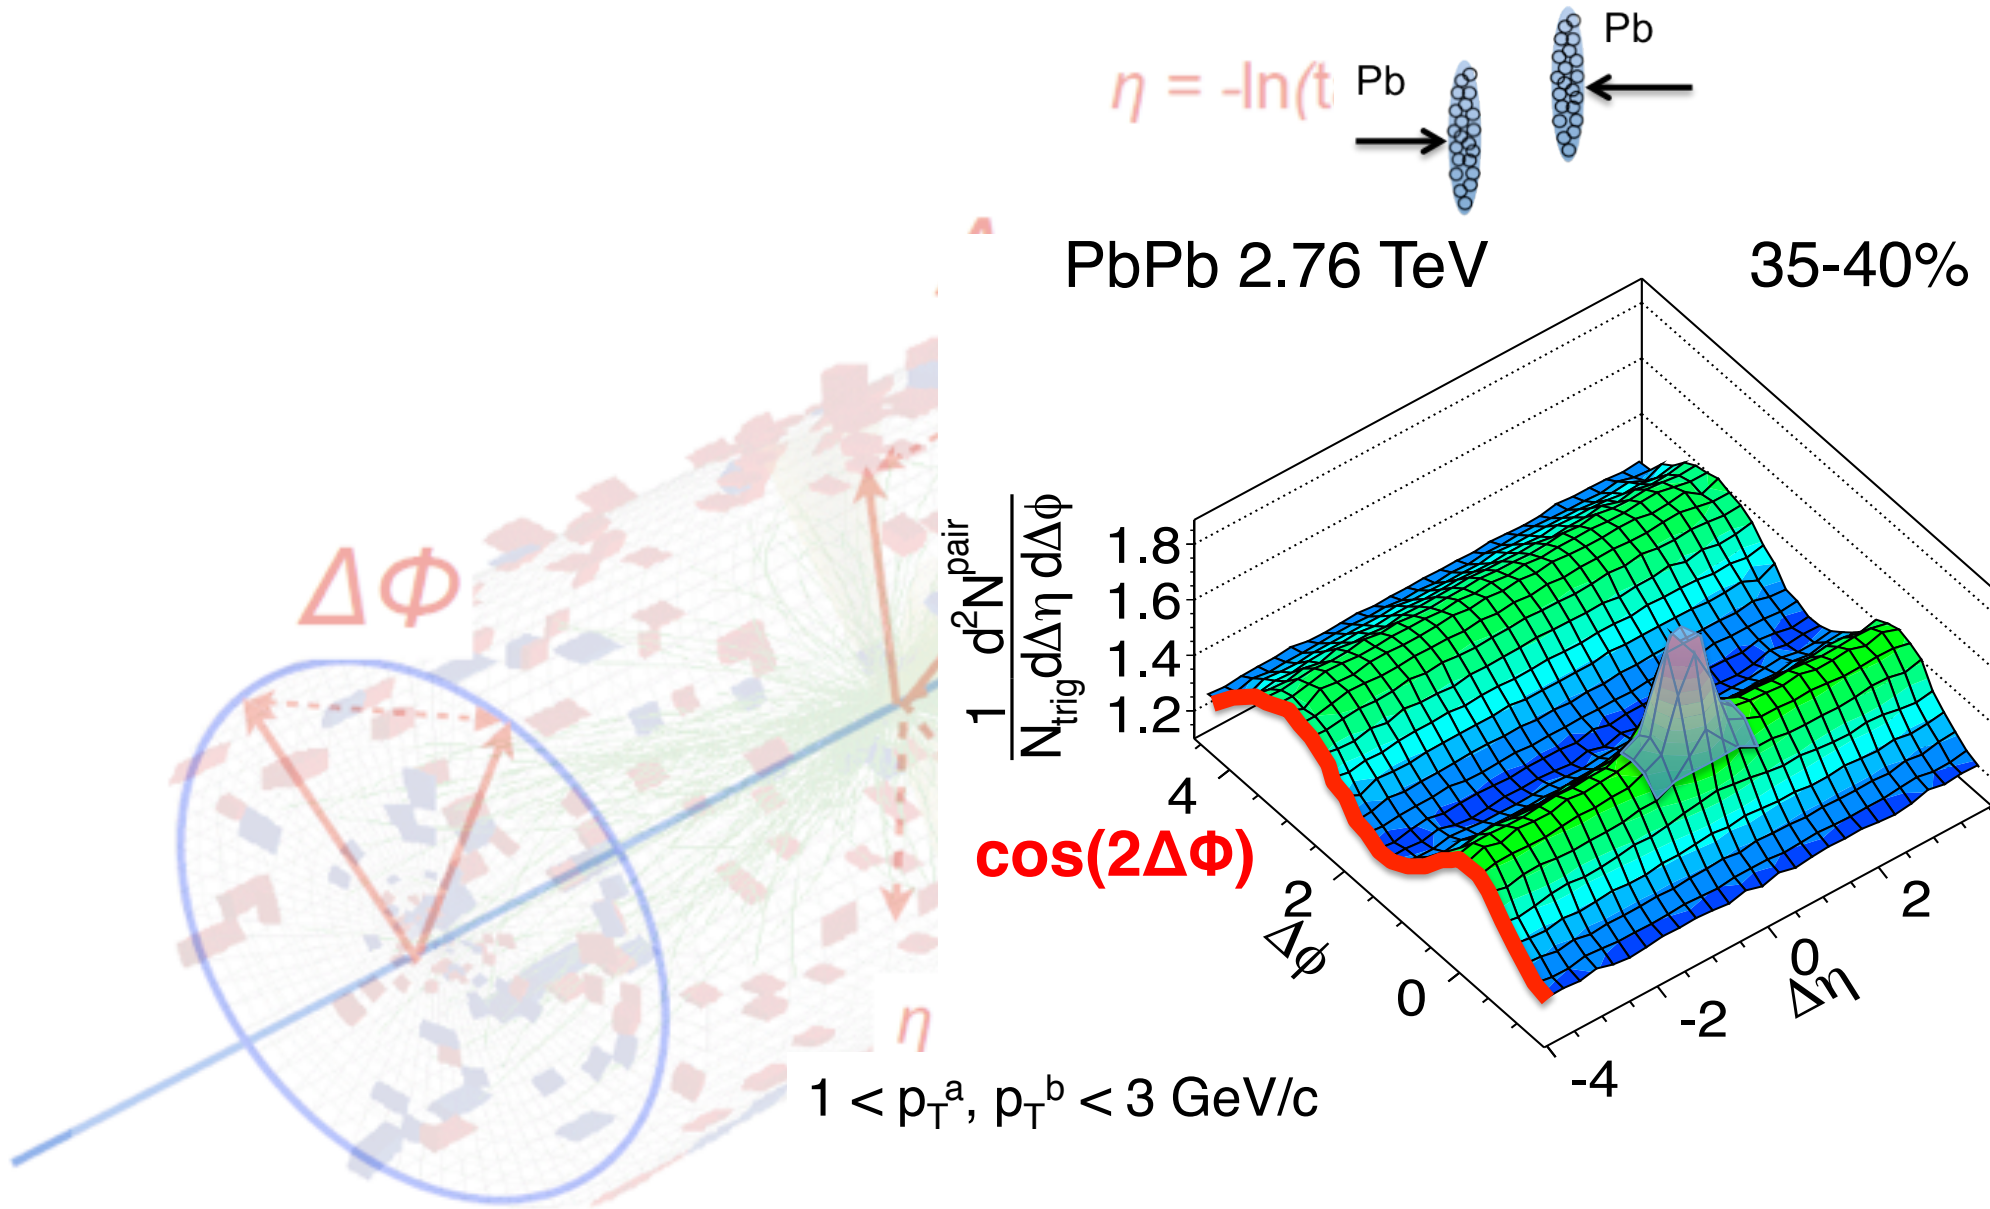 Pb
Pb
η = -ln(t
PbPb 2.76 TeV
35-40%
ΔΦ
1 d²N^pair
N_trig dΔη dΔϕ
1.8
1.6
1.4
1.2
4
2
0
Δϕ
cos(2ΔΦ)
2
0
-2
-4
Δη
η
1 < p_T^a, p_T^b < 3 GeV/c